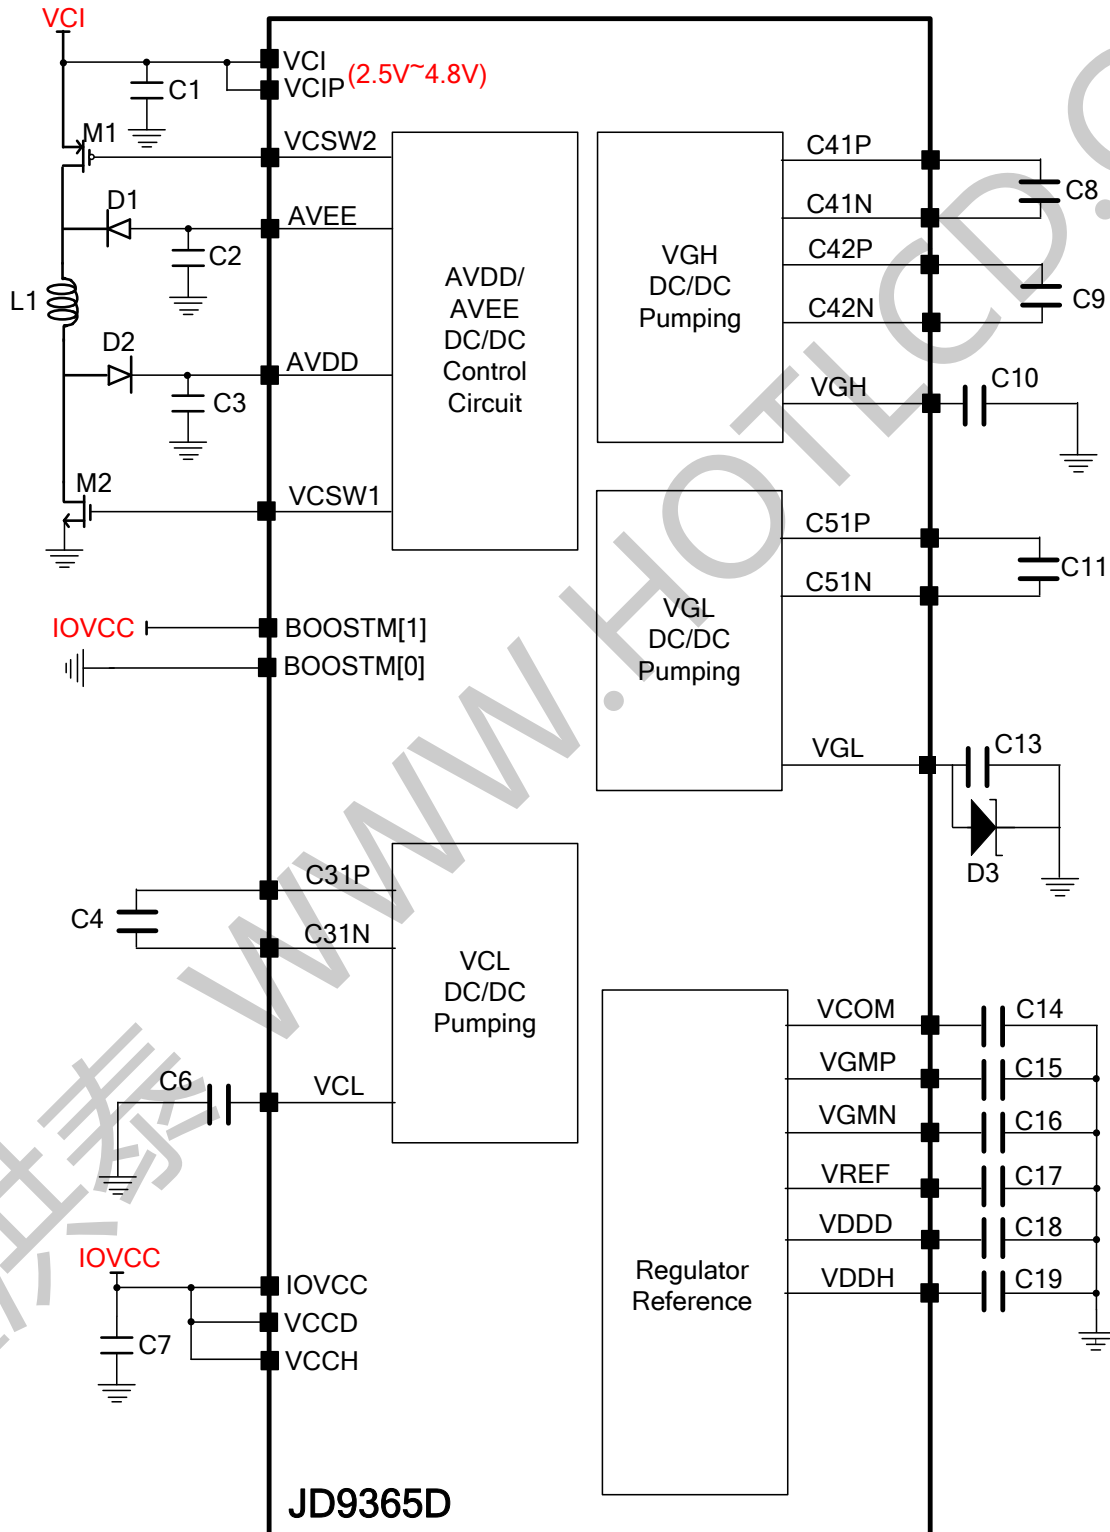 VCI
VCI
VCIP
(2.5V~4.8V)
C1
M1
VCSW2
D1
AVEE
C2
L1
D2
AVDD
C3
M2
VCSW1
AVDD/
AVEE
DC/DC
Control
Circuit
C41P
C41N
C42P
C42N
VGH
VGH
DC/DC
Pumping
C8
C9
C10
IOVCC
BOOSTM[1]
BOOSTM[0]
C51P
C51N
VGL
DC/DC
Pumping
VGL
C11
C13
D3
C31P
C4
C31N
VCL
DC/DC
Pumping
C6
VCL
VCOM
C14
VGMP
C15
VGMN
C16
VREF
C17
VDDD
C18
VDDH
C19
Regulator
Reference
IOVCC
IOVCC
VCCD
VCCH
C7
JD9365D
洪泰 WWW.HOTLCD.C